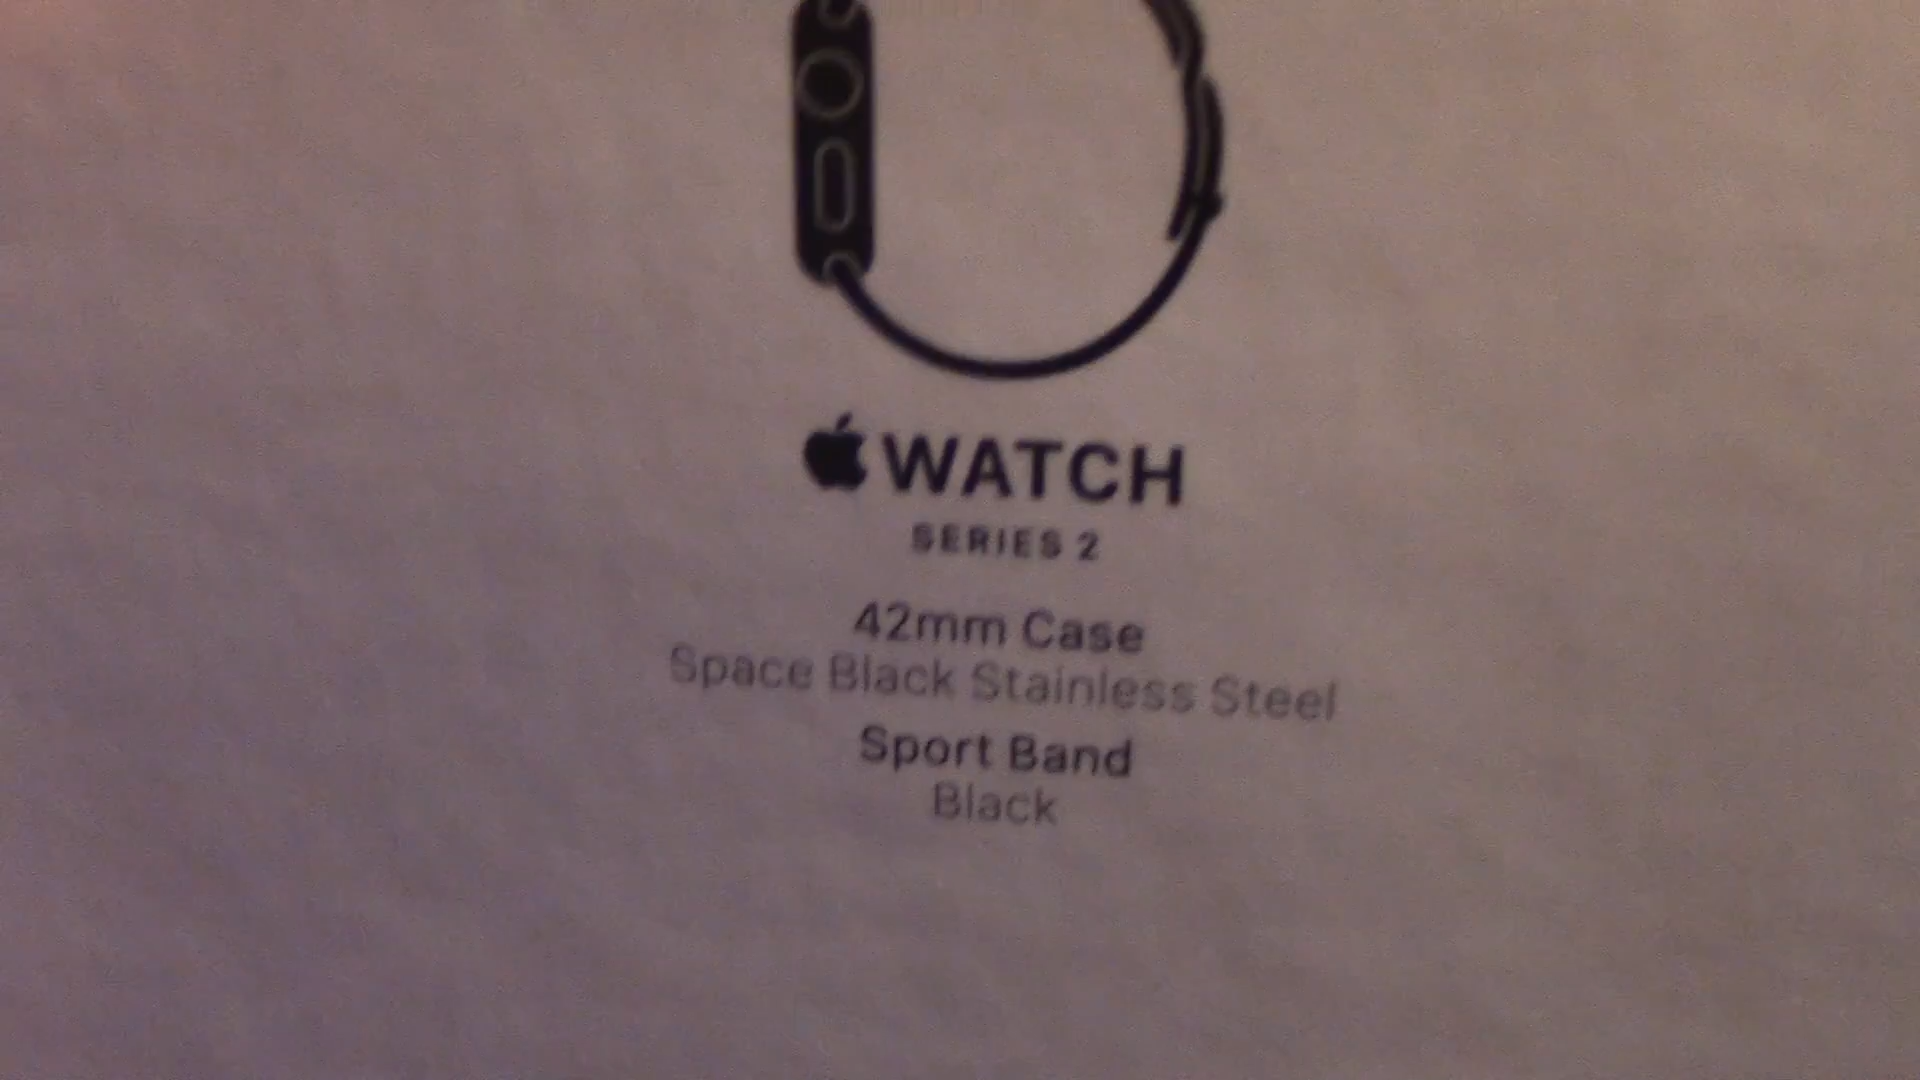 WATCH
SERIES 2
42mm Case
Space Black Stainless Steel
Sport Band
Black